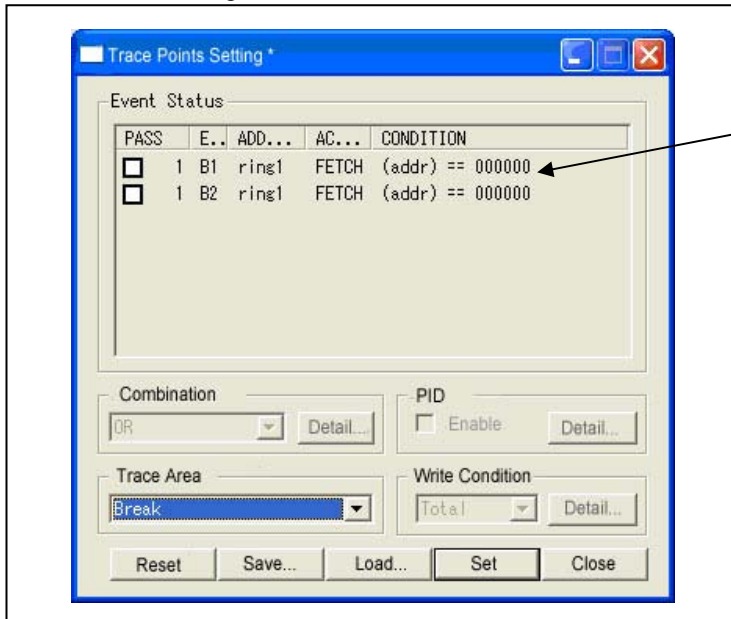 Trace Points Setting *
Event Status
PASS E.. ADD... AC... CONDITION
1 B1 ring1 FETCH (addr) == 000000
1 B2 ring1 FETCH (addr) == 000000
Combination
OR Detail...
PID
Enable Detail...
Trace Area
Break
Write Condition
Total Detail...
Reset Save... Load... Set Close